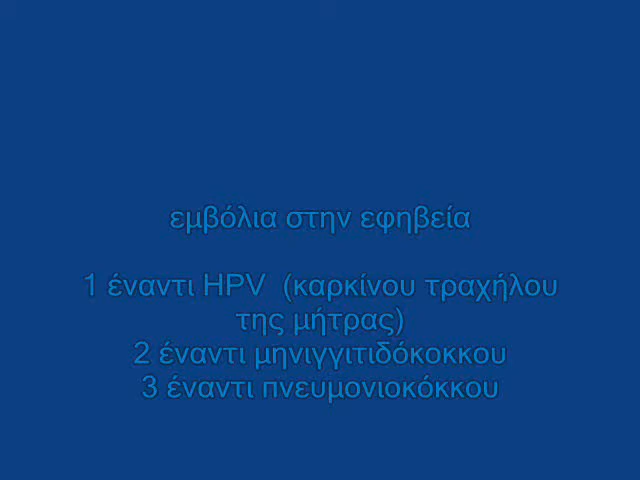 εμβόλια στην εφηβεία
1 έναντι HPV  (καρκίνου τραχήλου
της μήτρας)
2 έναντι μηνιγγιτιδόκοκκου
3 έναντι πνευμονιοκόκκου